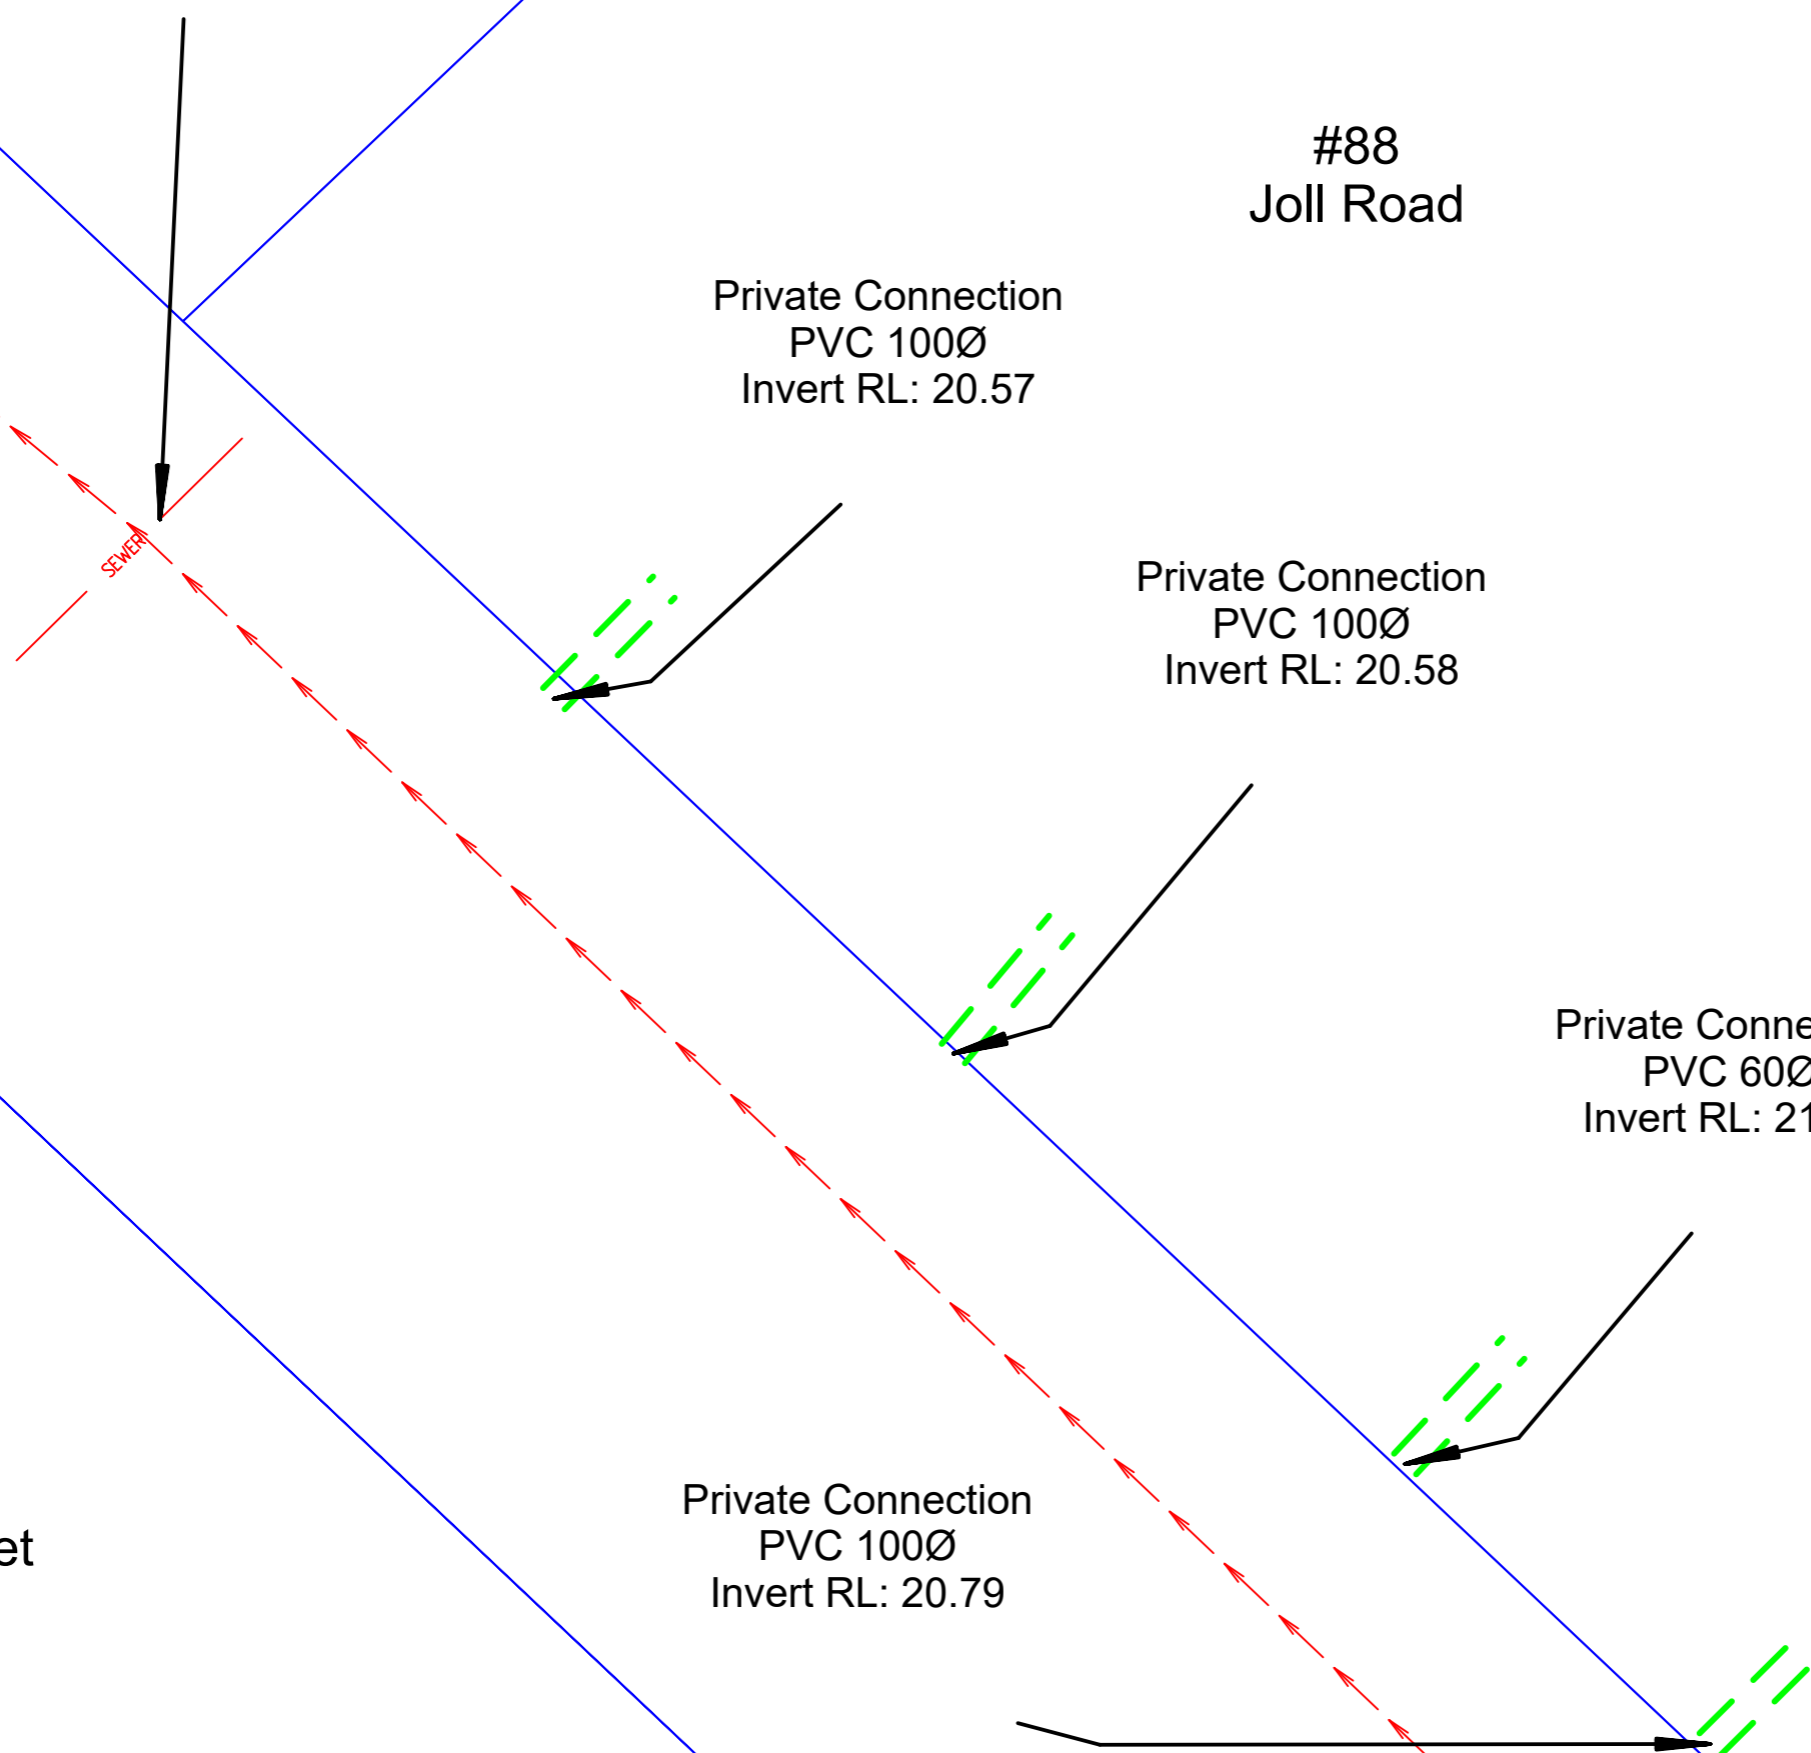 #88
Joll Road
Private Connection
PVC 100Ø
Invert RL: 20.57
SEWER
Private Connection
PVC 100Ø
Invert RL: 20.58
Private Conne
PVC 60Ø
Invert RL: 21
Private Connection
PVC 100Ø
Invert RL: 20.79
et